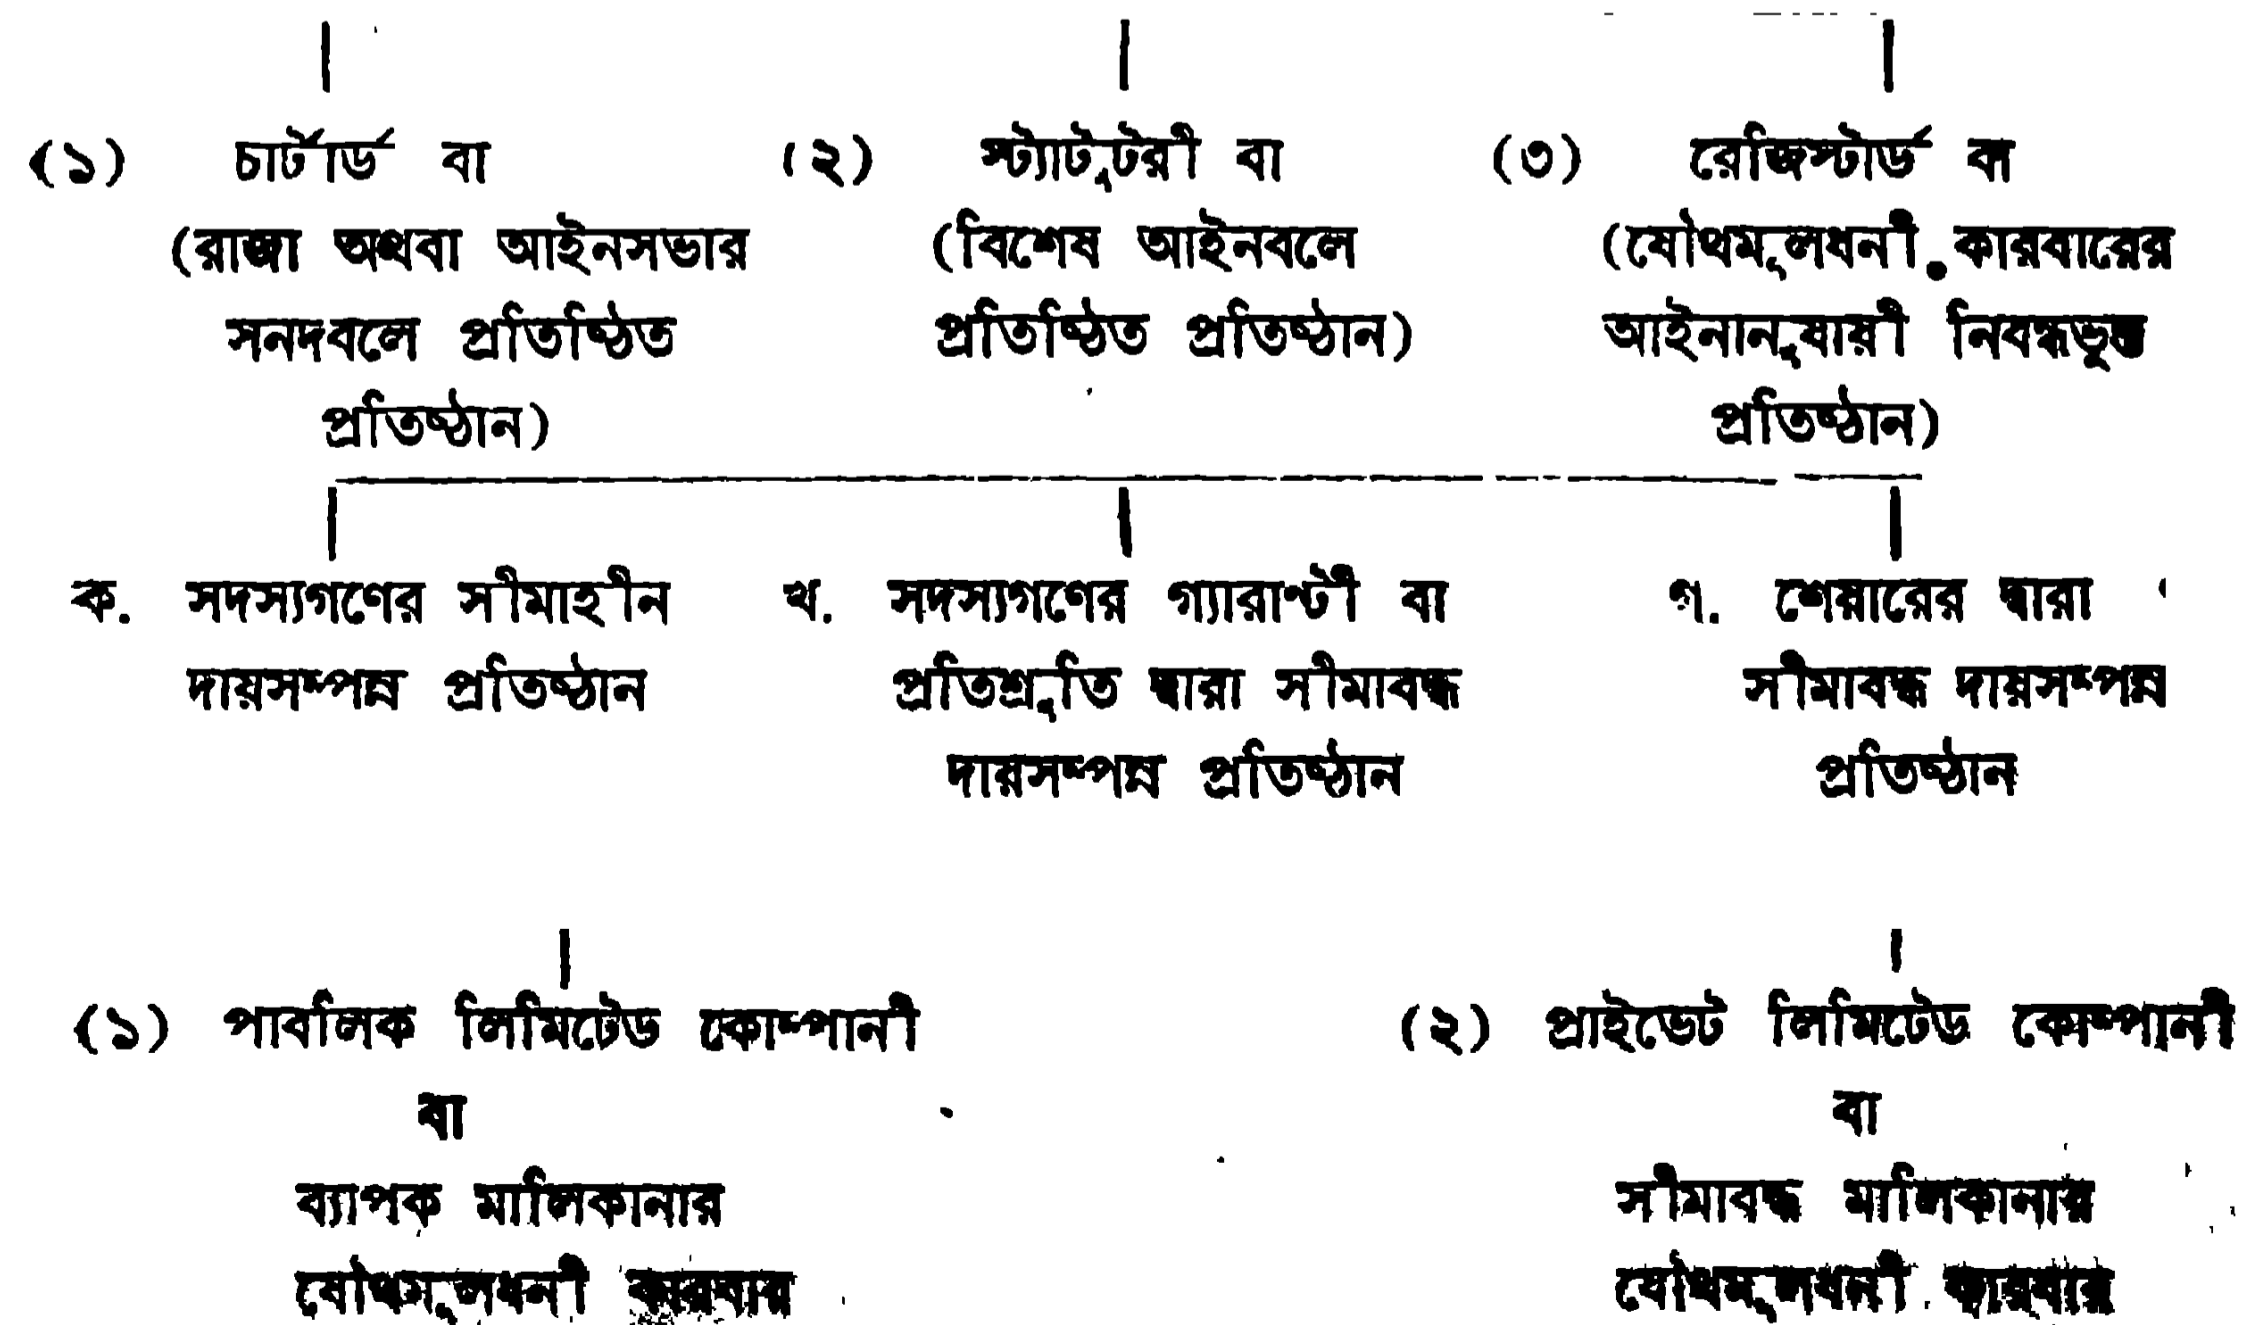 (১) চার্টার্ড বা
(রাজা অথবা আইনসভার
সনদবলে প্রতিষ্ঠিত
প্রতিষ্ঠান)
(২) স্ট্যাটুটরী বা
(বিশেষ আইনবলে
প্রতিষ্ঠিত প্রতিষ্ঠান)
(৩) রেজিস্টার্ড বা
(যৌথমূলধনী কারবারের
আইনানুযায়ী নিবন্ধভুক্ত
প্রতিষ্ঠান)
ক. সদস্যগণের সীমাহীন
দায়সম্পন্ন প্রতিষ্ঠান
খ. সদস্যগণের গ্যারান্টী বা
প্রতিশ্রুতি দ্বারা সীমাবদ্ধ
দায়সম্পন্ন প্রতিষ্ঠান
গ. শেয়ারের দ্বারা
সীমাবদ্ধ দায়সম্পন্ন
প্রতিষ্ঠান
(১) পাবলিক লিমিটেড কোম্পানী
বা
ব্যাপক মালিকানার
যৌথমূলধনী কারবার
(২) প্রাইভেট লিমিটেড কোম্পানী
বা
সীমাবদ্ধ মালিকানার
যৌথমূলধনী কারবার